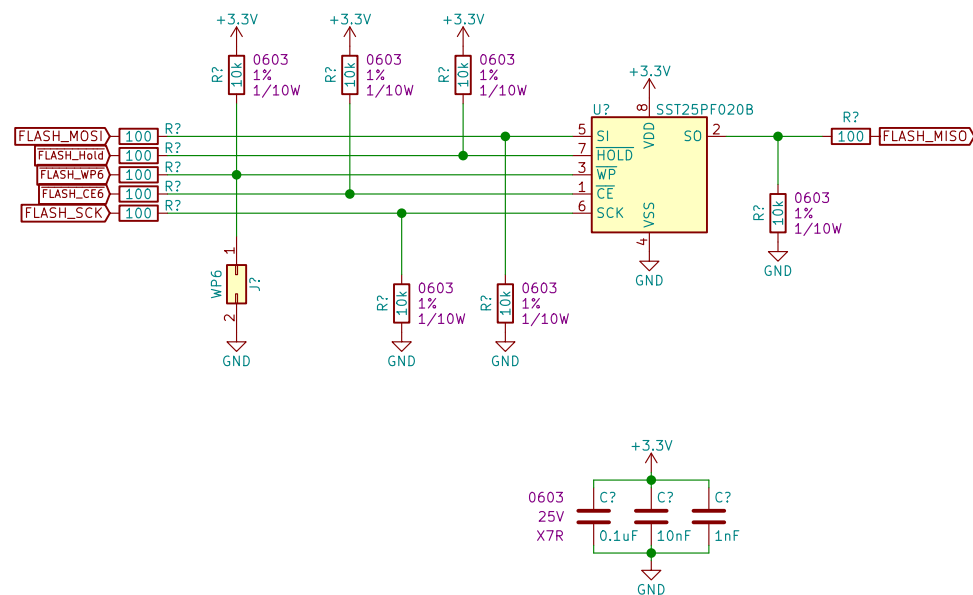 +3.3V
+3.3V
+3.3V
R?
10k
0603
1%
1/10W
R?
10k
0603
1%
1/10W
R?
10k
0603
1%
1/10W
+3.3V
U?
8
SST25PF020B
VDD
FLASH_MOSI
100
R?
5
SI
SO
2
R?
100
FLASH_MISO
FLASH_Hold
100
R?
7
HOLD
FLASH_WP6
100
R?
3
WP
FLASH_CE6
100
R?
1
CE
FLASH_SCK
100
R?
6
SCK
VSS
4
GND
R?
10k
0603
1%
1/10W
GND
1
WP6
J?
2
GND
R?
10k
0603
1%
1/10W
GND
R?
10k
0603
1%
1/10W
GND
+3.3V
0603
25V
X7R
C?
0.1uF
C?
10nF
C?
1nF
GND